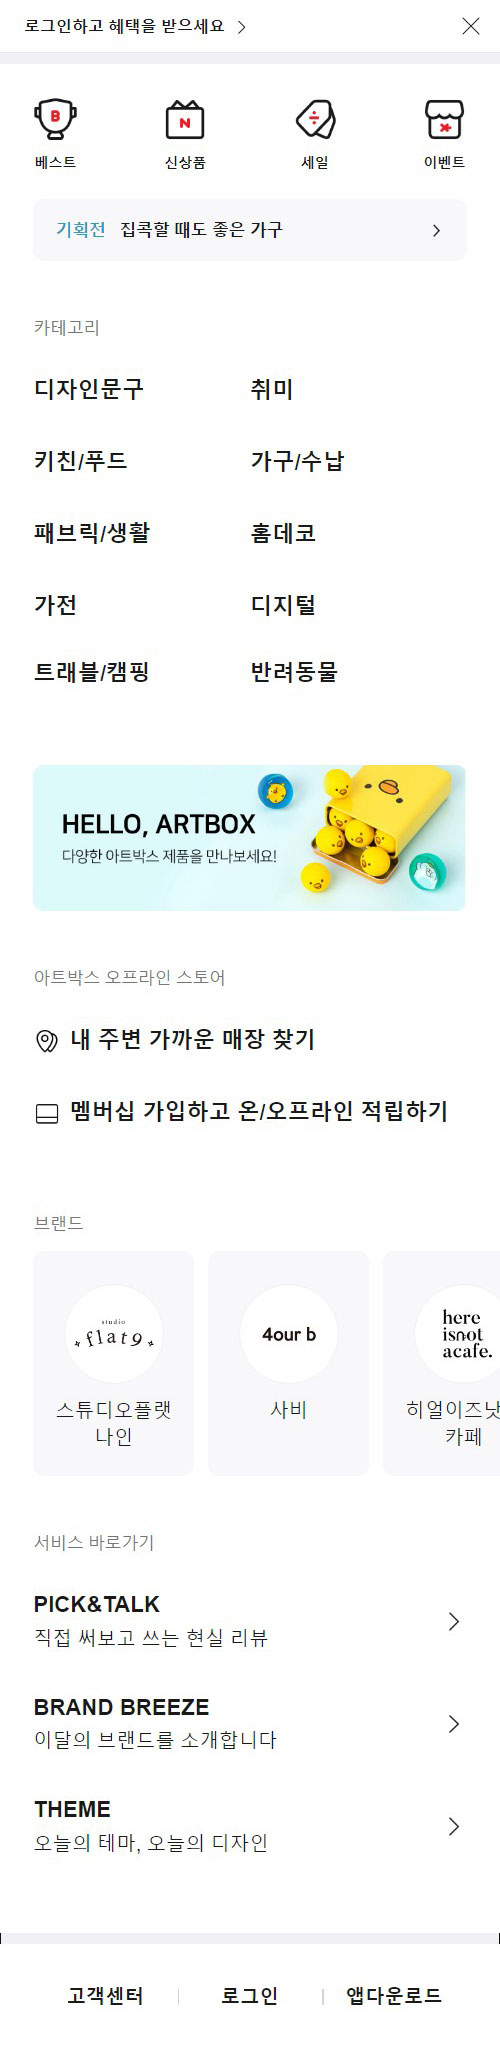 로그인하고 혜택을 받으세요
B
N
베스트 신상품 세일 이벤트
기획전 집콕할 때도 좋은 가구
카테고리
디자인문구 취미
키친/푸드 가구/수납
패브릭/생활 홈데코
가전 디지털
트래블/캠핑 반려동물
HELLO, ARTBOX
다양한 아트박스 제품을 만나보세요!
아트박스 오프라인 스토어
내 주변 가까운 매장 찾기
멤버십 가입하고 온/오프라인 적립하기
브랜드
studio
flat9
스튜디오플랫
나인
4our b
사비
here
isnot
acafe.
히얼이즈낫
카페
서비스 바로가기
PICK&TALK
직접 써보고 쓰는 현실 리뷰
BRAND BREEZE
이달의 브랜드를 소개합니다
THEME
오늘의 테마, 오늘의 디자인
고객센터 로그인 앱다운로드